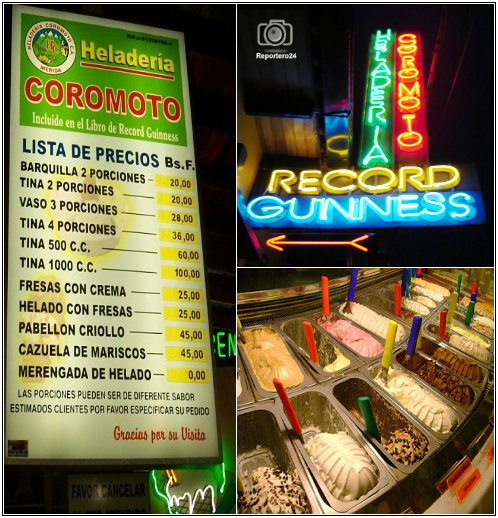 HELADERIA COROMOTO C.A.
MERIDA
Heladería
COROMOTO
Incluido en el Libro de Record Guinness
LISTA DE PRECIOS Bs.F.
BARQUILLA 2 PORCIONES 20,00
TINA 2 PORCIONES 20,00
VASO 3 PORCIONES 28,00
TINA 4 PORCIONES 36,00
TINA 500 C.C. 60,00
TINA 1000 C.C. 100,00
FRESAS CON CREMA 25,00
HELADO CON FRESAS 25,00
PABELLON CRIOLLO 45,00
CAZUELA DE MARISCOS 45,00
MERENGADA DE HELADO 0,00
LAS PORCIONES PUEDEN SER DE DIFERENTE SABOR
ESTIMADOS CLIENTES POR FAVOR ESPECIFICAR SU PEDIDO
Gracias por su Visita
FAVOR CANCELAR
EN
Reportero24
HELADERIA
COROMOTO
RECORD
GUINNESS